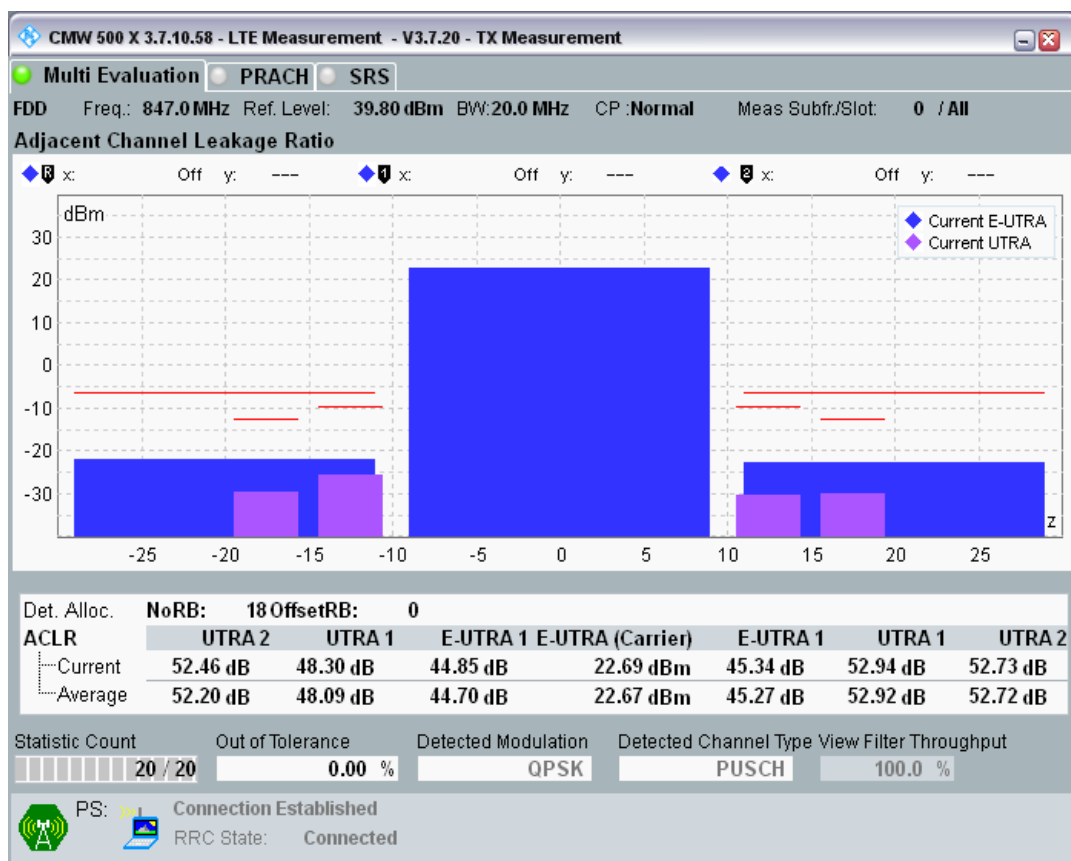 CMW 500 X 3.7.10.58 - LTE Measurement - V3.7.20 - TX Measurement
Multi Evaluation PRACH SRS
FDD Freq.: 847.0 MHz Ref. Level: 39.80 dBm BW:20.0 MHz CP :Normal Meas Subfr./Slot: 0 / All
Adjacent Channel Leakage Ratio
R x: Off y: --- 1 x: Off y: --- 2 x: Off y: ---
dBm
Current E-UTRA
Current UTRA
30
20
10
0
-10
-20
-30
z
-25 -20 -15 -10 -5 0 5 10 15 20 25
Det. Alloc. NoRB: 18 OffsetRB: 0
ACLR UTRA 2 UTRA 1 E-UTRA 1 E-UTRA (Carrier) E-UTRA 1 UTRA 1 UTRA 2
Current 52.46 dB 48.30 dB 44.85 dB 22.69 dBm 45.34 dB 52.94 dB 52.73 dB
Average 52.20 dB 48.09 dB 44.70 dB 22.67 dBm 45.27 dB 52.92 dB 52.72 dB
Statistic Count Out of Tolerance Detected Modulation Detected Channel Type View Filter Throughput
20 / 20 0.00 % QPSK PUSCH 100.0 %
PS: Connection Established
RRC State: Connected